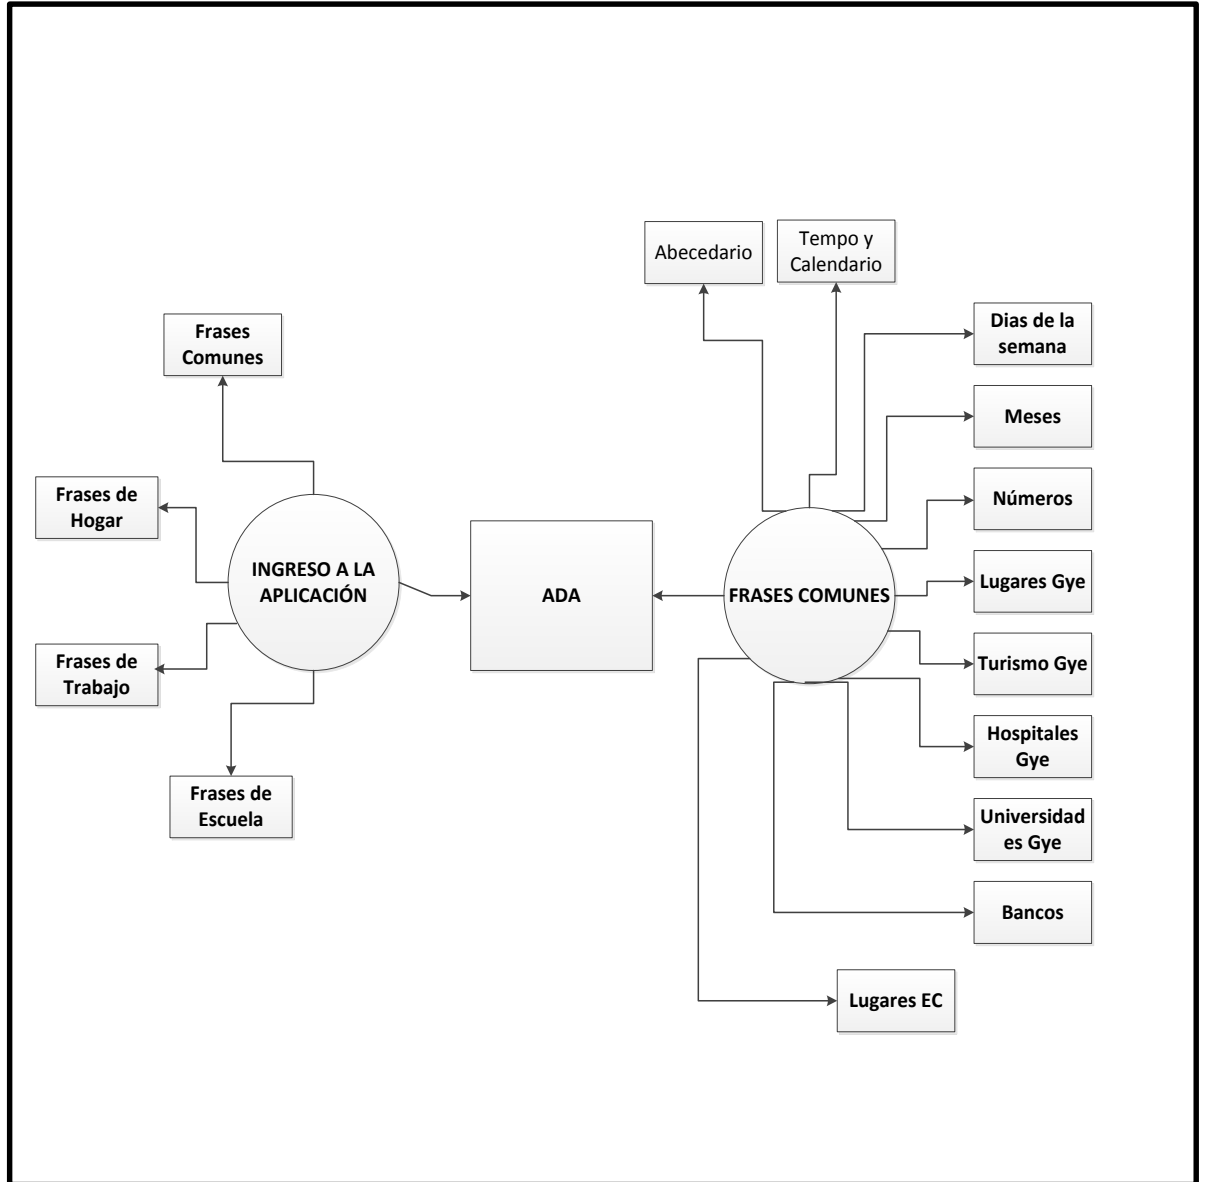 Abecedario
Tempo y
Calendario
Frases
Comunes
Dias de la
semana
Meses
Frases de
Hogar
Números
INGRESO A LA
APLICACIÓN
ADA
FRASES COMUNES
Lugares Gye
Frases de
Trabajo
Turismo Gye
Hospitales
Gye
Frases de
Escuela
Universidad
es Gye
Bancos
Lugares EC